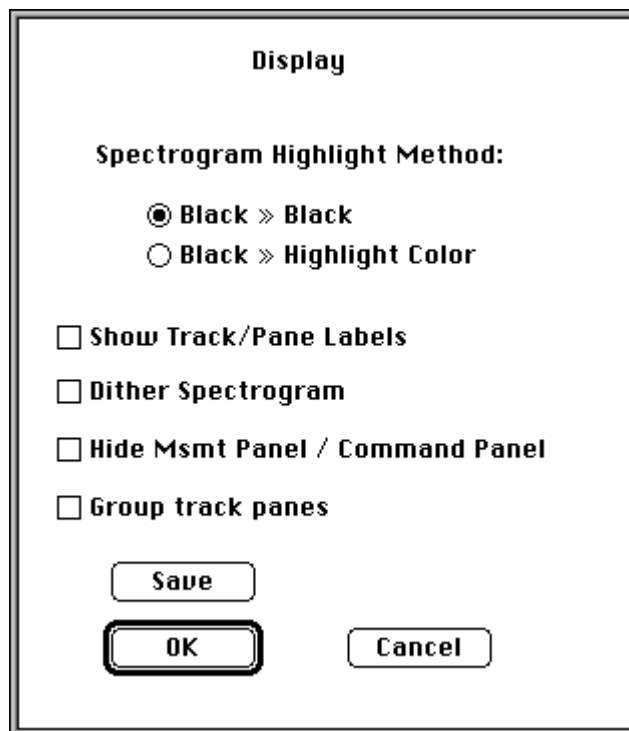 Display
Spectrogram Highlight Method:
Black » Black
Black » Highlight Color
Show Track/Pane Labels
Dither Spectrogram
Hide Msmt Panel / Command Panel
Group track panes
Save
OK Cancel